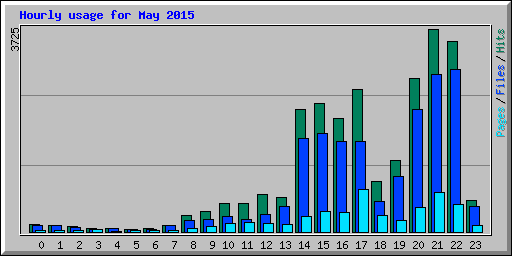 Hourly usage for May 2015
3725
Pages / Files / Hits
0 1 2 3 4 5 6 7 8 9 10 11 12 13 14 15 16 17 18 19 20 21 22 23